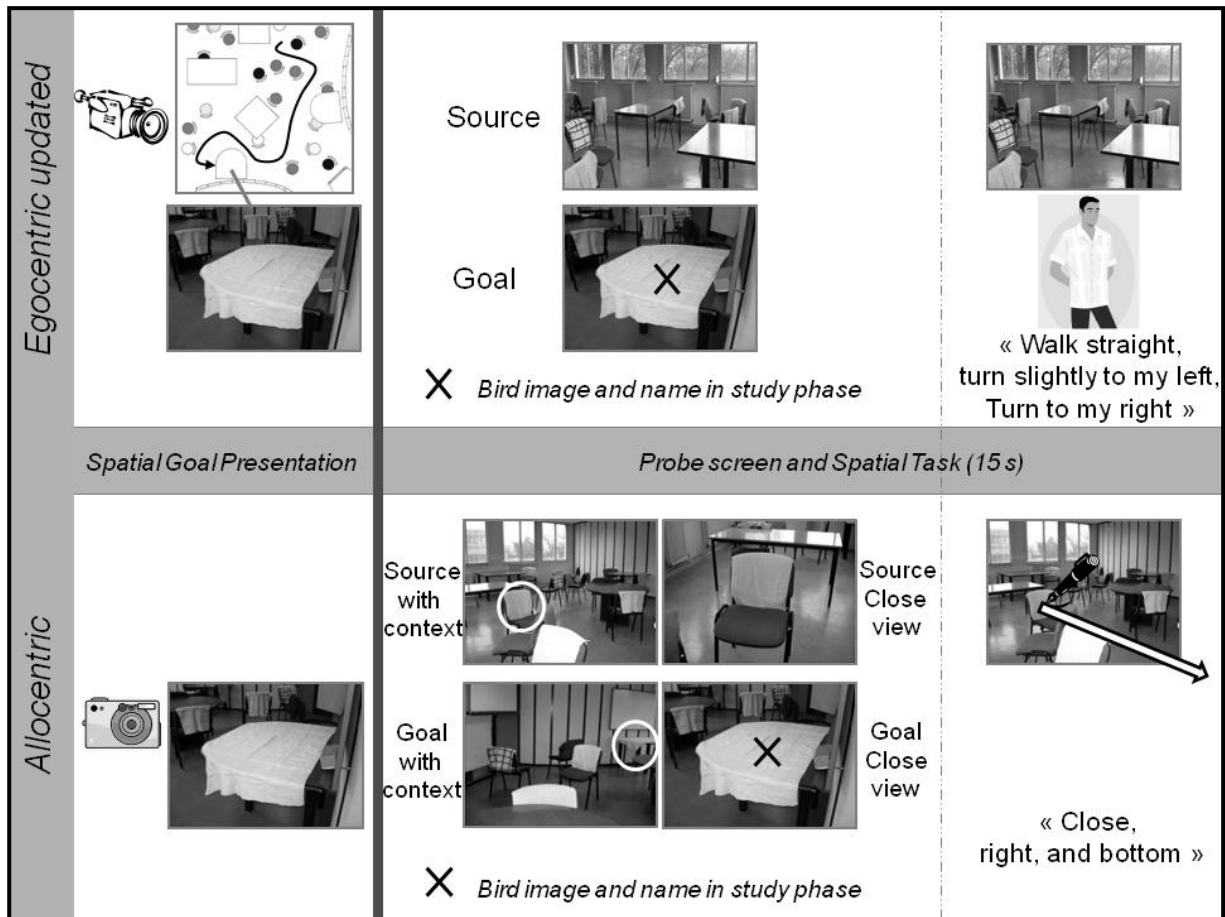 Egocentric updated
Source
Goal
X Bird image and name in study phase
« Walk straight,
turn slightly to my left,
Turn to my right »
Spatial Goal Presentation
Probe screen and Spatial Task (15 s)
Allocentric
Source
with
context
Source
Close
view
Goal
with
context
Goal
Close
view
X Bird image and name in study phase
« Close,
right, and bottom »